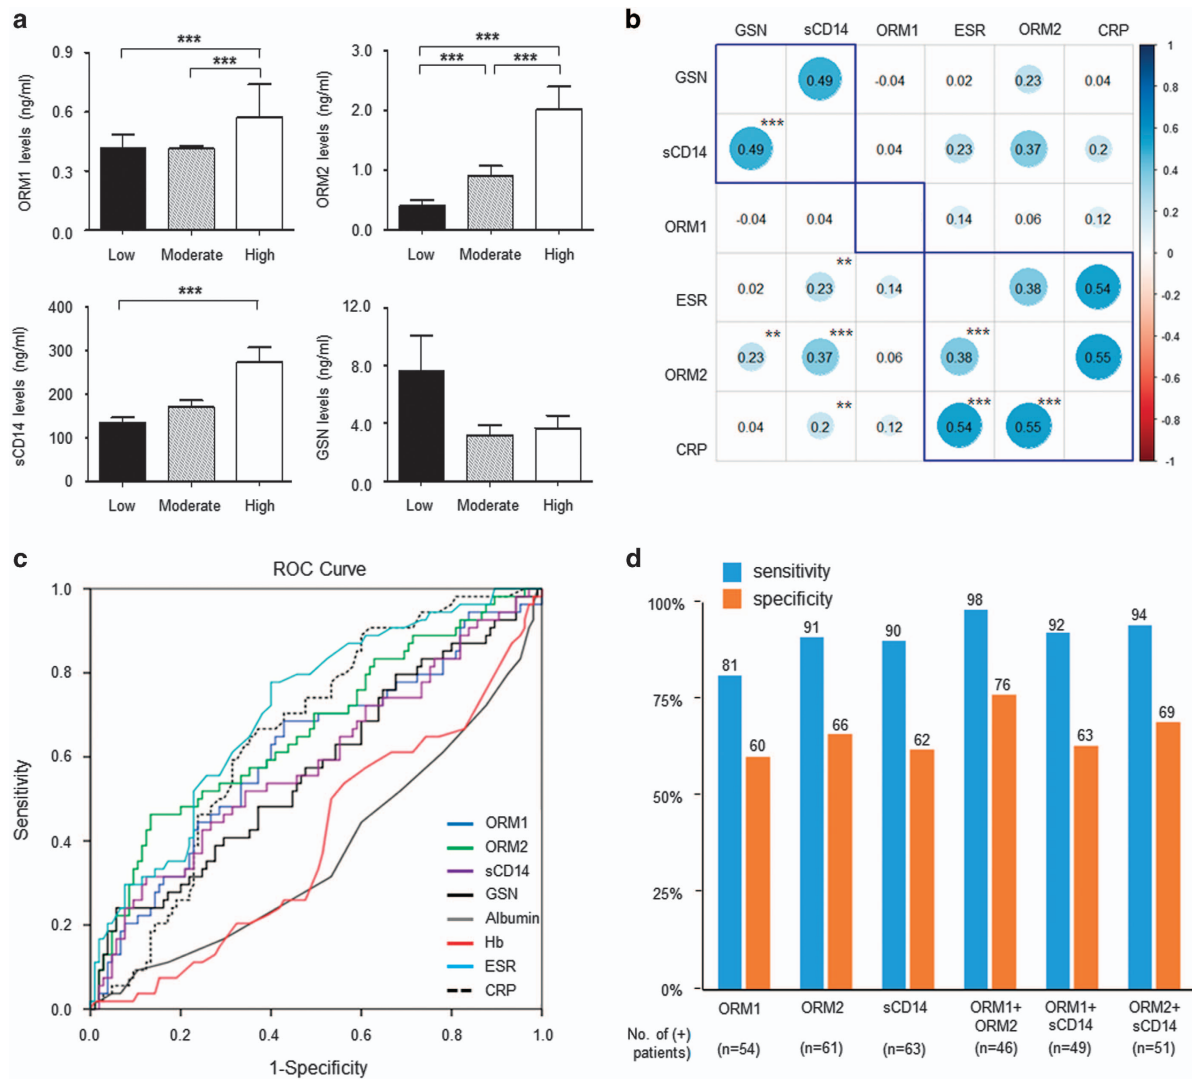 a
0.9
0.6
0.3
0.0
ORM1 levels (ng/ml)
***
***
Low Moderate High
3.0
2.0
1.0
0.0
ORM2 levels (ng/ml)
***
*** ***
Low Moderate High
400
300
200
100
0
sCD14 levels (ng/ml)
***
Low Moderate High
12.0
8.0
4.0
0.0
GSN levels (ng/ml)
Low Moderate High
b
GSN sCD14 ORM1 ESR ORM2 CRP
GSN 0.49 -0.04 0.02 0.23 0.04
sCD14 0.49 *** 0.04 0.23 0.37 0.2
ORM1 -0.04 0.04 0.14 0.06 0.12
ESR 0.02 0.23 ** 0.14 0.38 0.54
ORM2 0.23 ** 0.37 *** 0.06 0.38 *** 0.55
CRP 0.04 0.2 ** 0.12 0.54 *** 0.55 ***
1
0.8
0.6
0.4
0.2
0
-0.2
-0.4
-0.6
-0.8
-1
c
ROC Curve
Sensitivity
1.0
0.8
0.6
0.4
0.2
0.0
ORM1
ORM2
sCD14
GSN
Albumin
Hb
ESR
CRP
0.0 0.2 0.4 0.6 0.8 1.0
1-Specificity
d
sensitivity
specificity
100%
75%
50%
25%
0%
81 60 91 66 90 62 98 76 92 63 94 69
ORM1 ORM2 sCD14 ORM1+ ORM1+ ORM2+
ORM2 sCD14 sCD14
No. of (+)
patients) (n=54) (n=61) (n=63) (n=46) (n=49) (n=51)